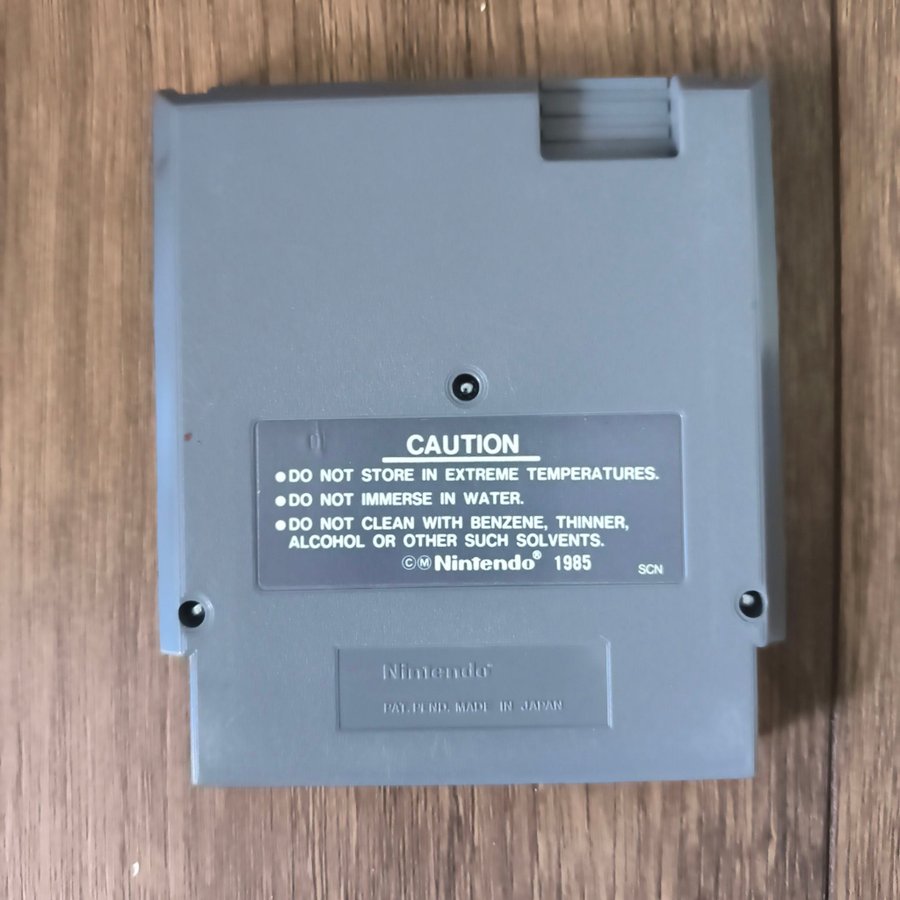 CAUTION
●DO NOT STORE IN EXTREME TEMPERATURES.
●DO NOT IMMERSE IN WATER.
●DO NOT CLEAN WITH BENZENE, THINNER,
ALCOHOL OR OTHER SUCH SOLVENTS.
©Ⓜ Nintendo® 1985 SCN
Nintendo®
PAT. PEND. MADE IN JAPAN